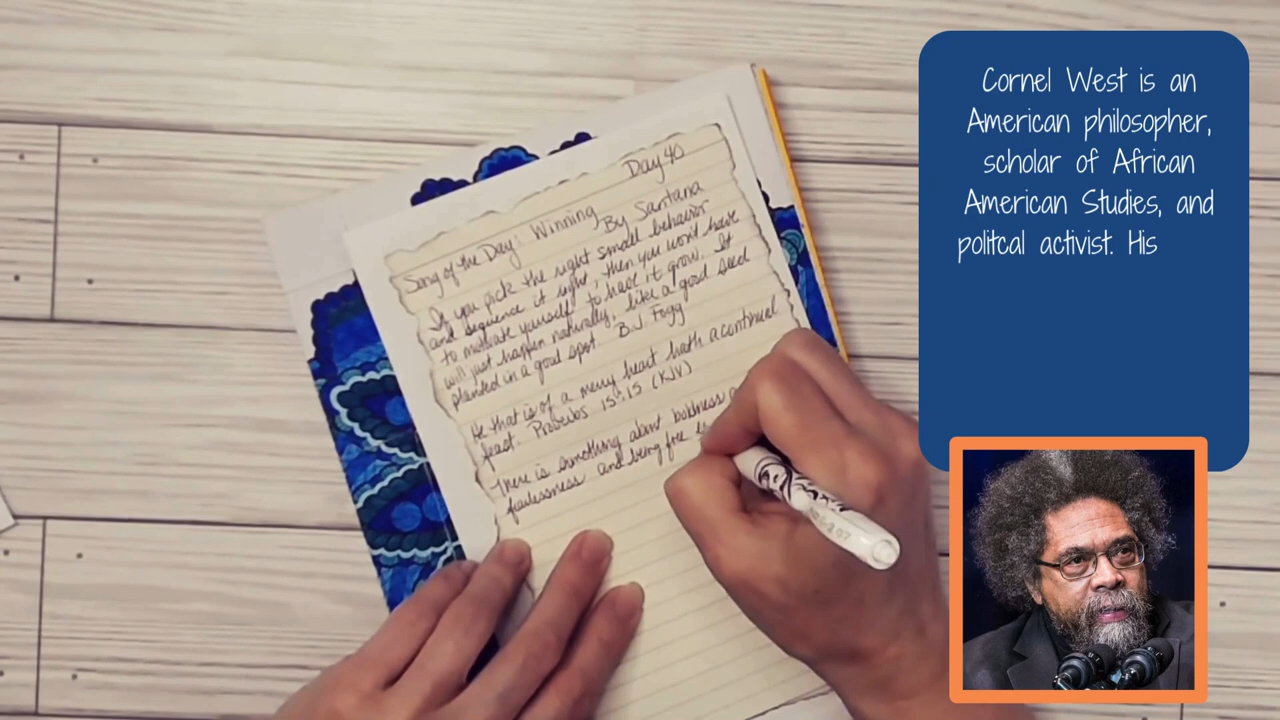 Day 40
Song of the Day: Winning By Santana
If you pick the right small behavior
and sequence it right, then you won't have
to motivate yourself to have it grow. It
will just happen naturally, like a good seed
planted in a good spot. B.J. Fogg
He that is of a merry heart hath a continual
feast. Proverbs 15:15 (KJV)
There is something about boldness
fearlessness and being free
Cornel West is an
American philosopher,
scholar of African
American Studies, and
politcal activist. His